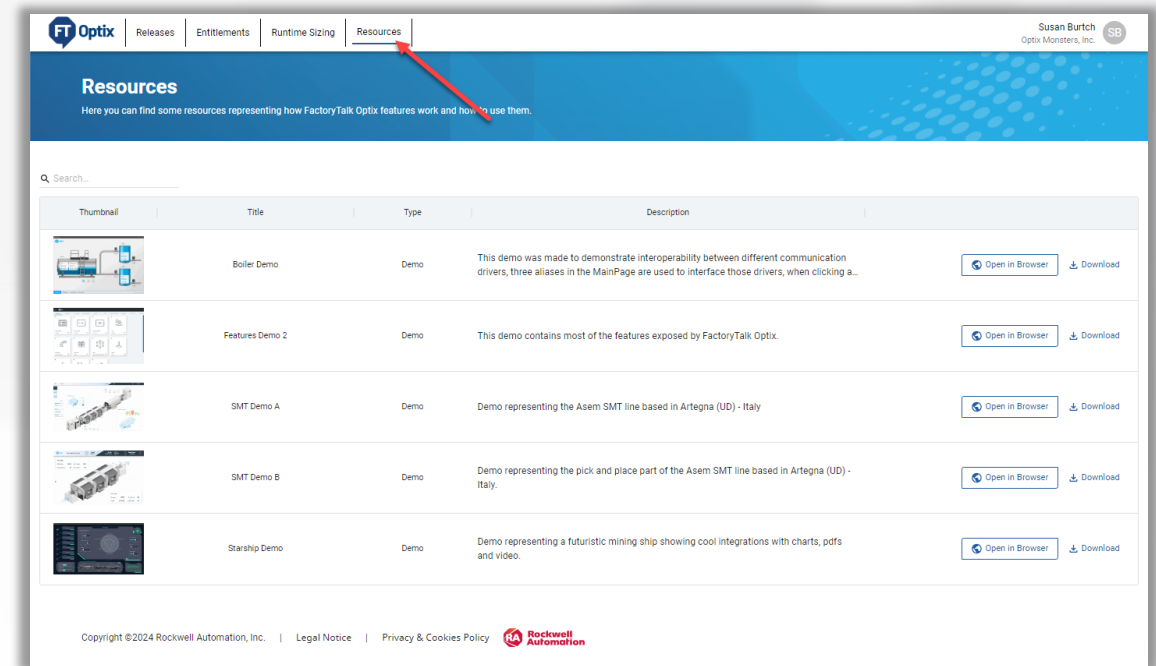 FT Optix
Releases
Entitlements
Runtime Sizing
Resources
Susan Burtch
Optix Monsters, Inc.
SB
Resources
Here you can find some resources representing how FactoryTalk Optix features work and how to use them.
Search...
Thumbnail
Title
Type
Description
Boiler Demo
Demo
This demo was made to demonstrate interoperability between different communication
drivers, three aliases in the MainPage are used to interface those drivers, when clicking a...
Open in Browser
Download
Features Demo 2
Demo
This demo contains most of the features exposed by FactoryTalk Optix.
Open in Browser
Download
SMT Demo A
Demo
Demo representing the Asem SMT line based in Artegna (UD) - Italy
Open in Browser
Download
SMT Demo B
Demo
Demo representing the pick and place part of the Asem SMT line based in Artegna (UD) -
Italy.
Open in Browser
Download
Starship Demo
Demo
Demo representing a futuristic mining ship showing cool integrations with charts, pdfs
and video.
Open in Browser
Download
Copyright ©2024 Rockwell Automation, Inc. | Legal Notice | Privacy & Cookies Policy
RA Rockwell
Automation